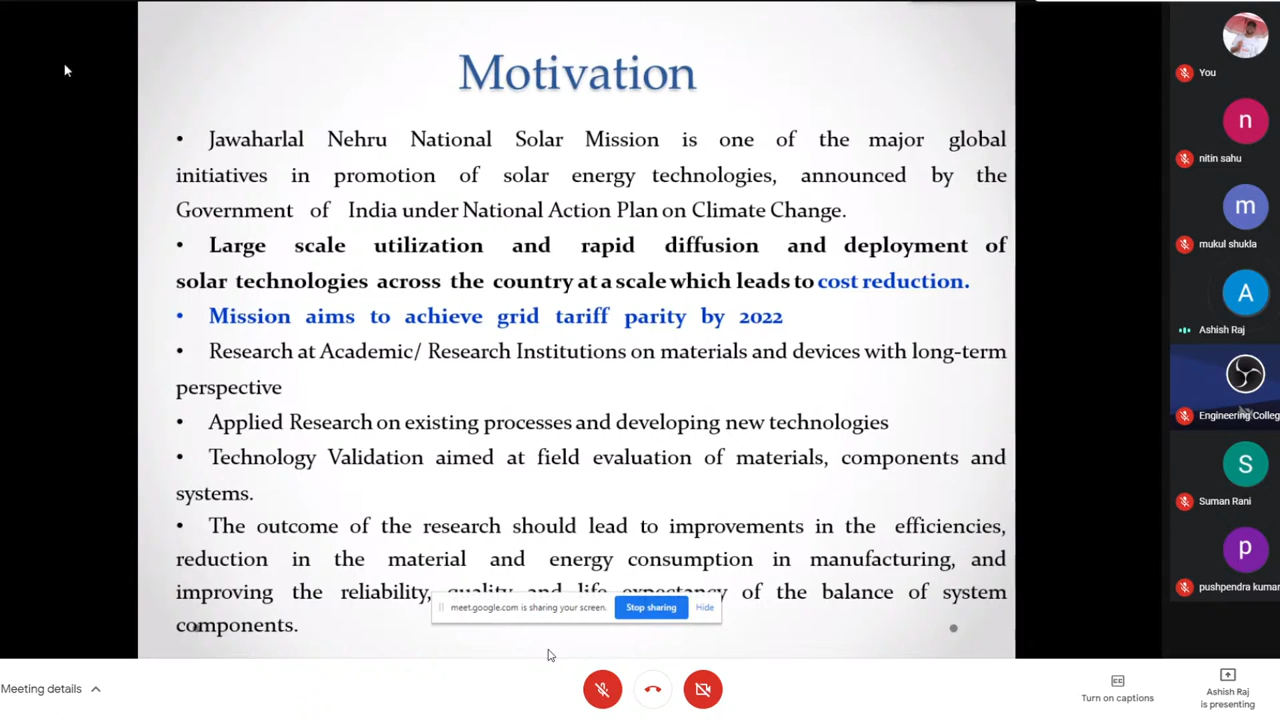 Motivation
• Jawaharlal Nehru National Solar Mission is one of the major global
initiatives in promotion of solar energy technologies, announced by the
Government of India under National Action Plan on Climate Change.
• Large scale utilization and rapid diffusion and deployment of
solar technologies across the country at a scale which leads to cost reduction.
• Mission aims to achieve grid tariff parity by 2022
• Research at Academic/ Research Institutions on materials and devices with long-term
perspective
• Applied Research on existing processes and developing new technologies
• Technology Validation aimed at field evaluation of materials, components and
systems.
• The outcome of the research should lead to improvements in the efficiencies,
reduction in the material and energy consumption in manufacturing, and
improving the reliability, quality and life expectancy of the balance of system
components.
meet.google.com is sharing your screen. Stop sharing Hide
You
n
nitin sahu
m
mukul shukla
A
Ashish Raj
Engineering Colleg
S
Suman Rani
p
pushpendra kumar
Meeting details
CC
Turn on captions
Ashish Raj
is presenting